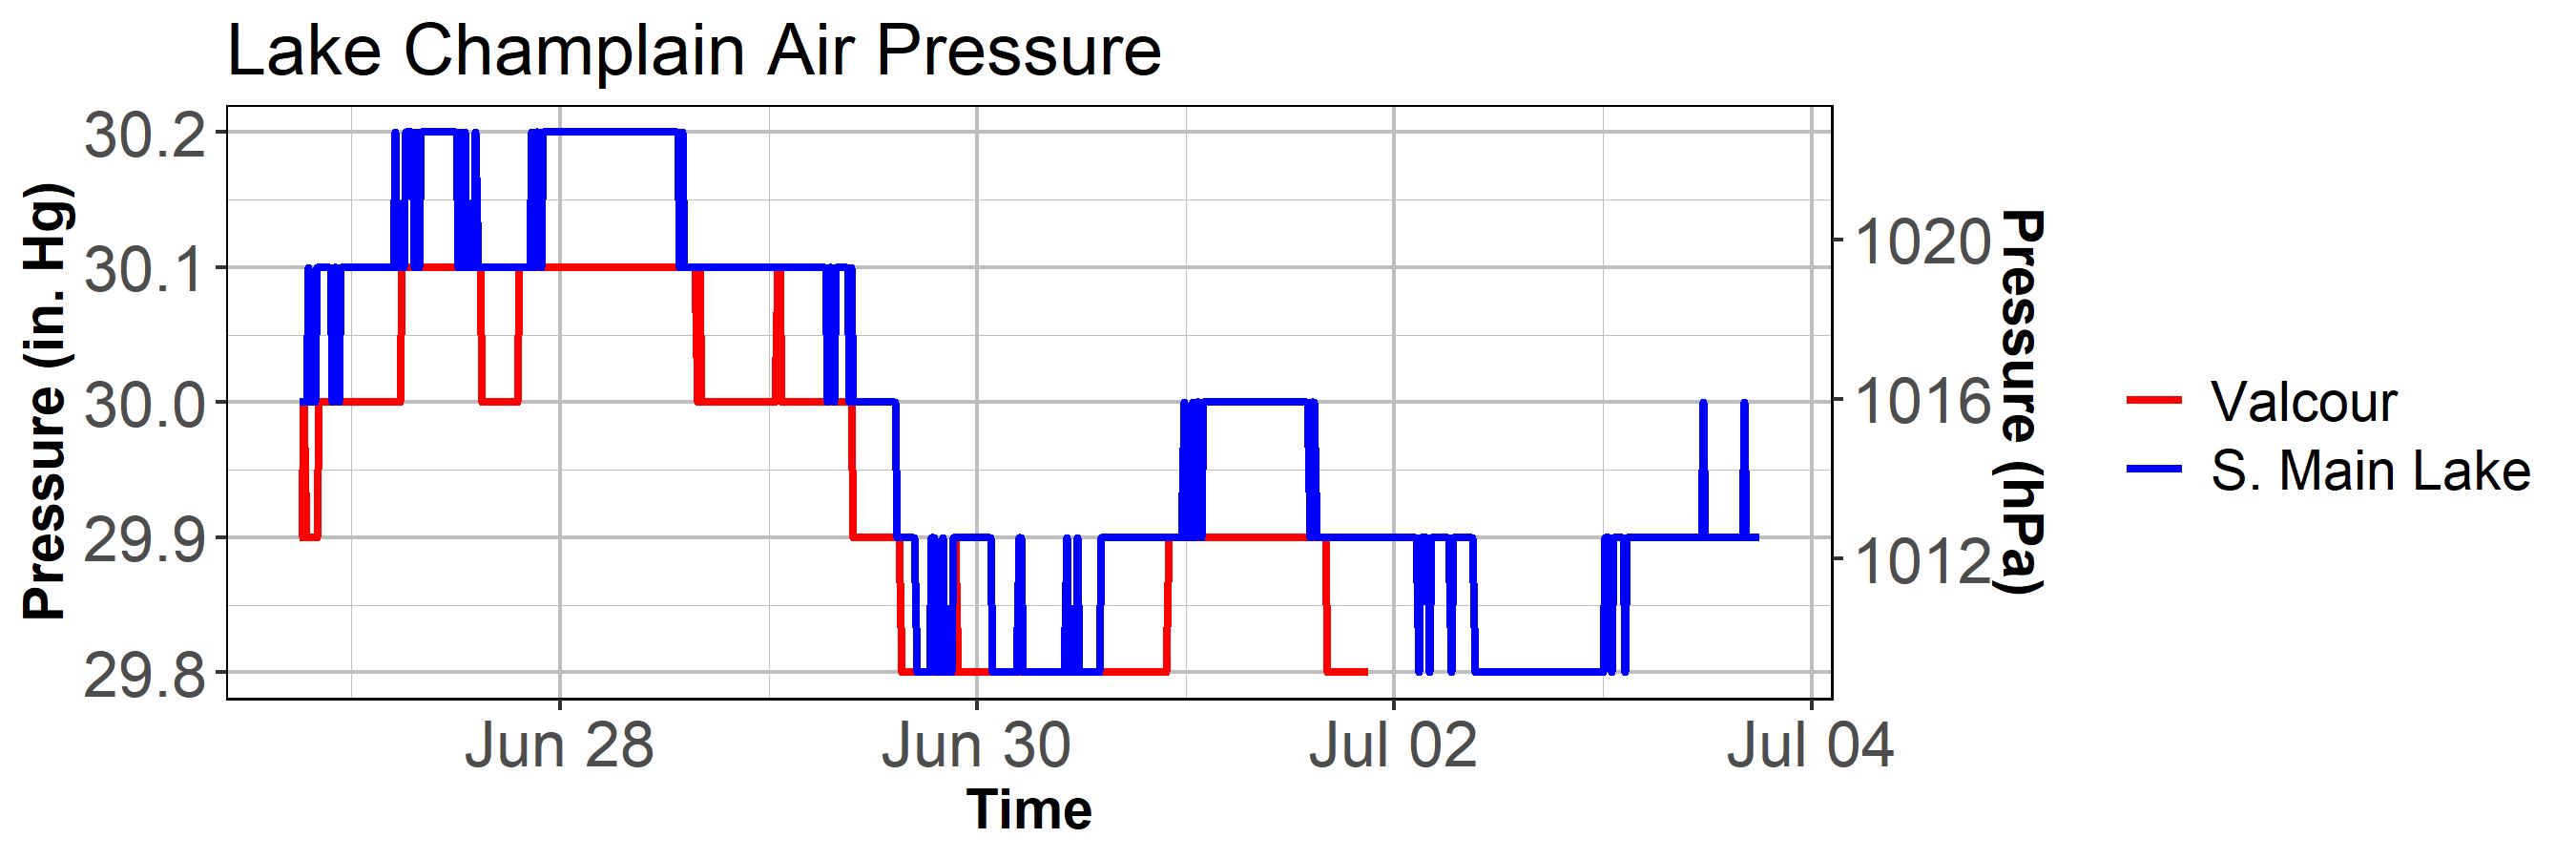 Lake Champlain Air Pressure
Pressure (in. Hg)
30.2
30.1
30.0
29.9
29.8
Jun 28
Jun 30
Jul 02
Jul 04
Time
1020
1016
1012
Pressure (hPa)
Valcour
S. Main Lake